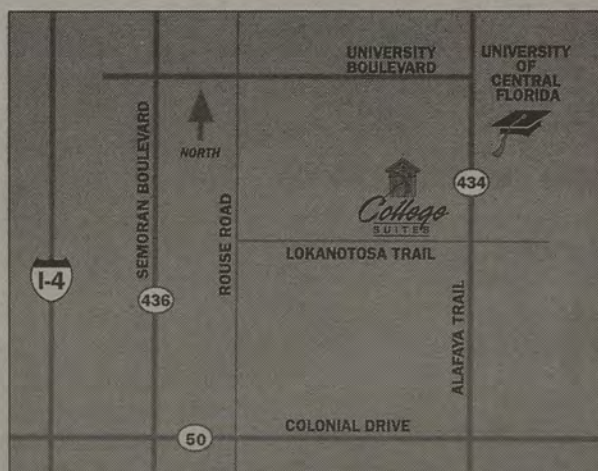 UNIVERSITY
BOULEVARD
UNIVERSITY
OF
CENTRAL
FLORIDA
SEMORAN BOULEVARD
NORTH
ROUSE ROAD
434
College
SUITES
LOKANOTOSA TRAIL
I-4
436
ALAFAYA TRAIL
COLONIAL DRIVE
50